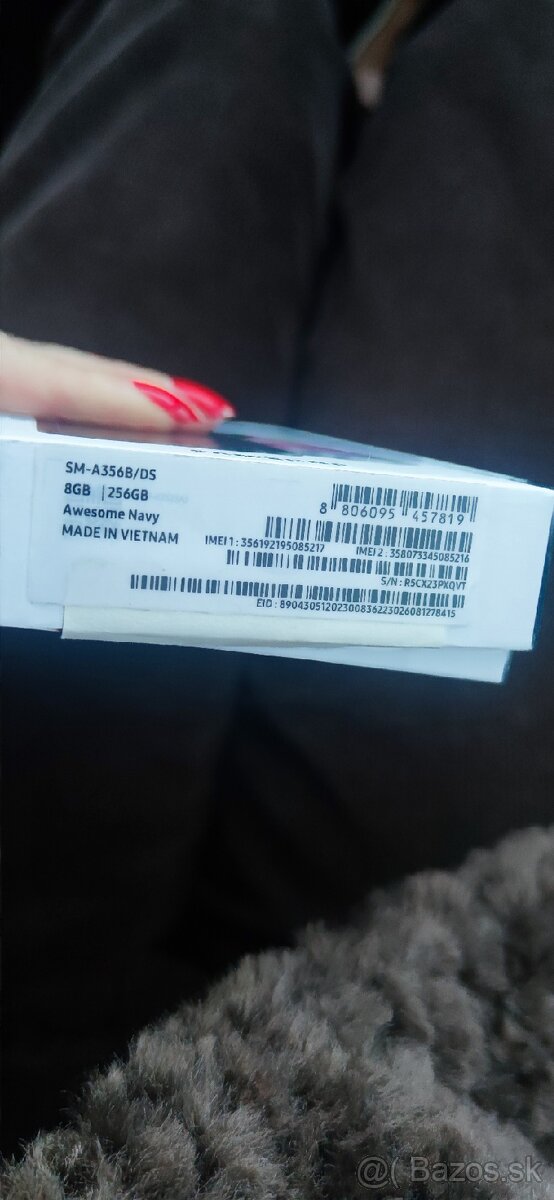 SM-A356B/DS
8GB | 256GB
Awesome Navy
MADE IN VIETNAM
8 806095 457819
IMEI 1 : 356192195085217 IMEI 2 : 358073345085216
S/N : R5CX23PXQVT
EID : 89043051202300836223026081278415
@( Bazos.sk